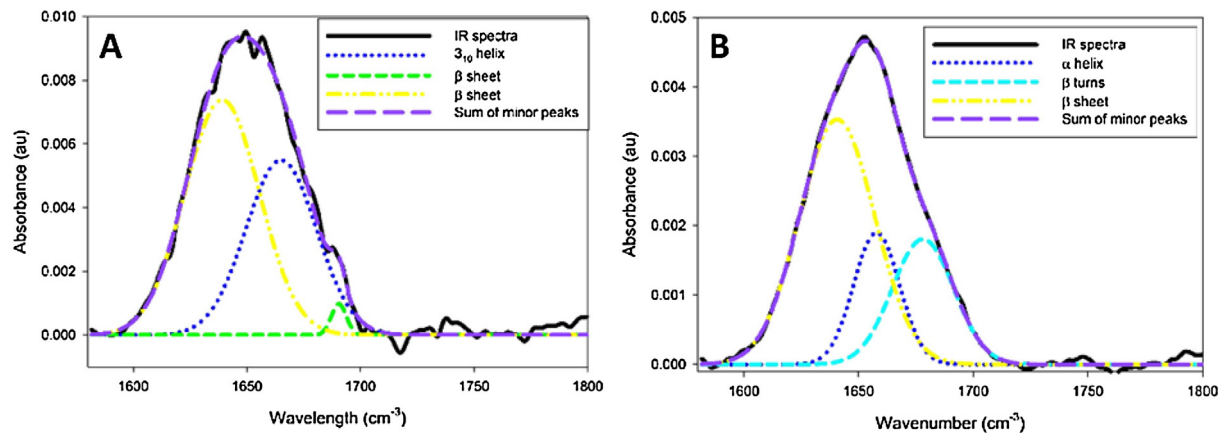 A
IR spectra
3₁₀ helix
β sheet
β sheet
Sum of minor peaks
Absorbance (au)
0.010
0.008
0.006
0.004
0.002
0.000
1600
1650
1700
1750
1800
Wavelength (cm⁻³)
B
IR spectra
α helix
β turns
β sheet
Sum of minor peaks
Absorbance (au)
0.005
0.004
0.003
0.002
0.001
0.000
1600
1650
1700
1750
1800
Wavenumber (cm⁻³)